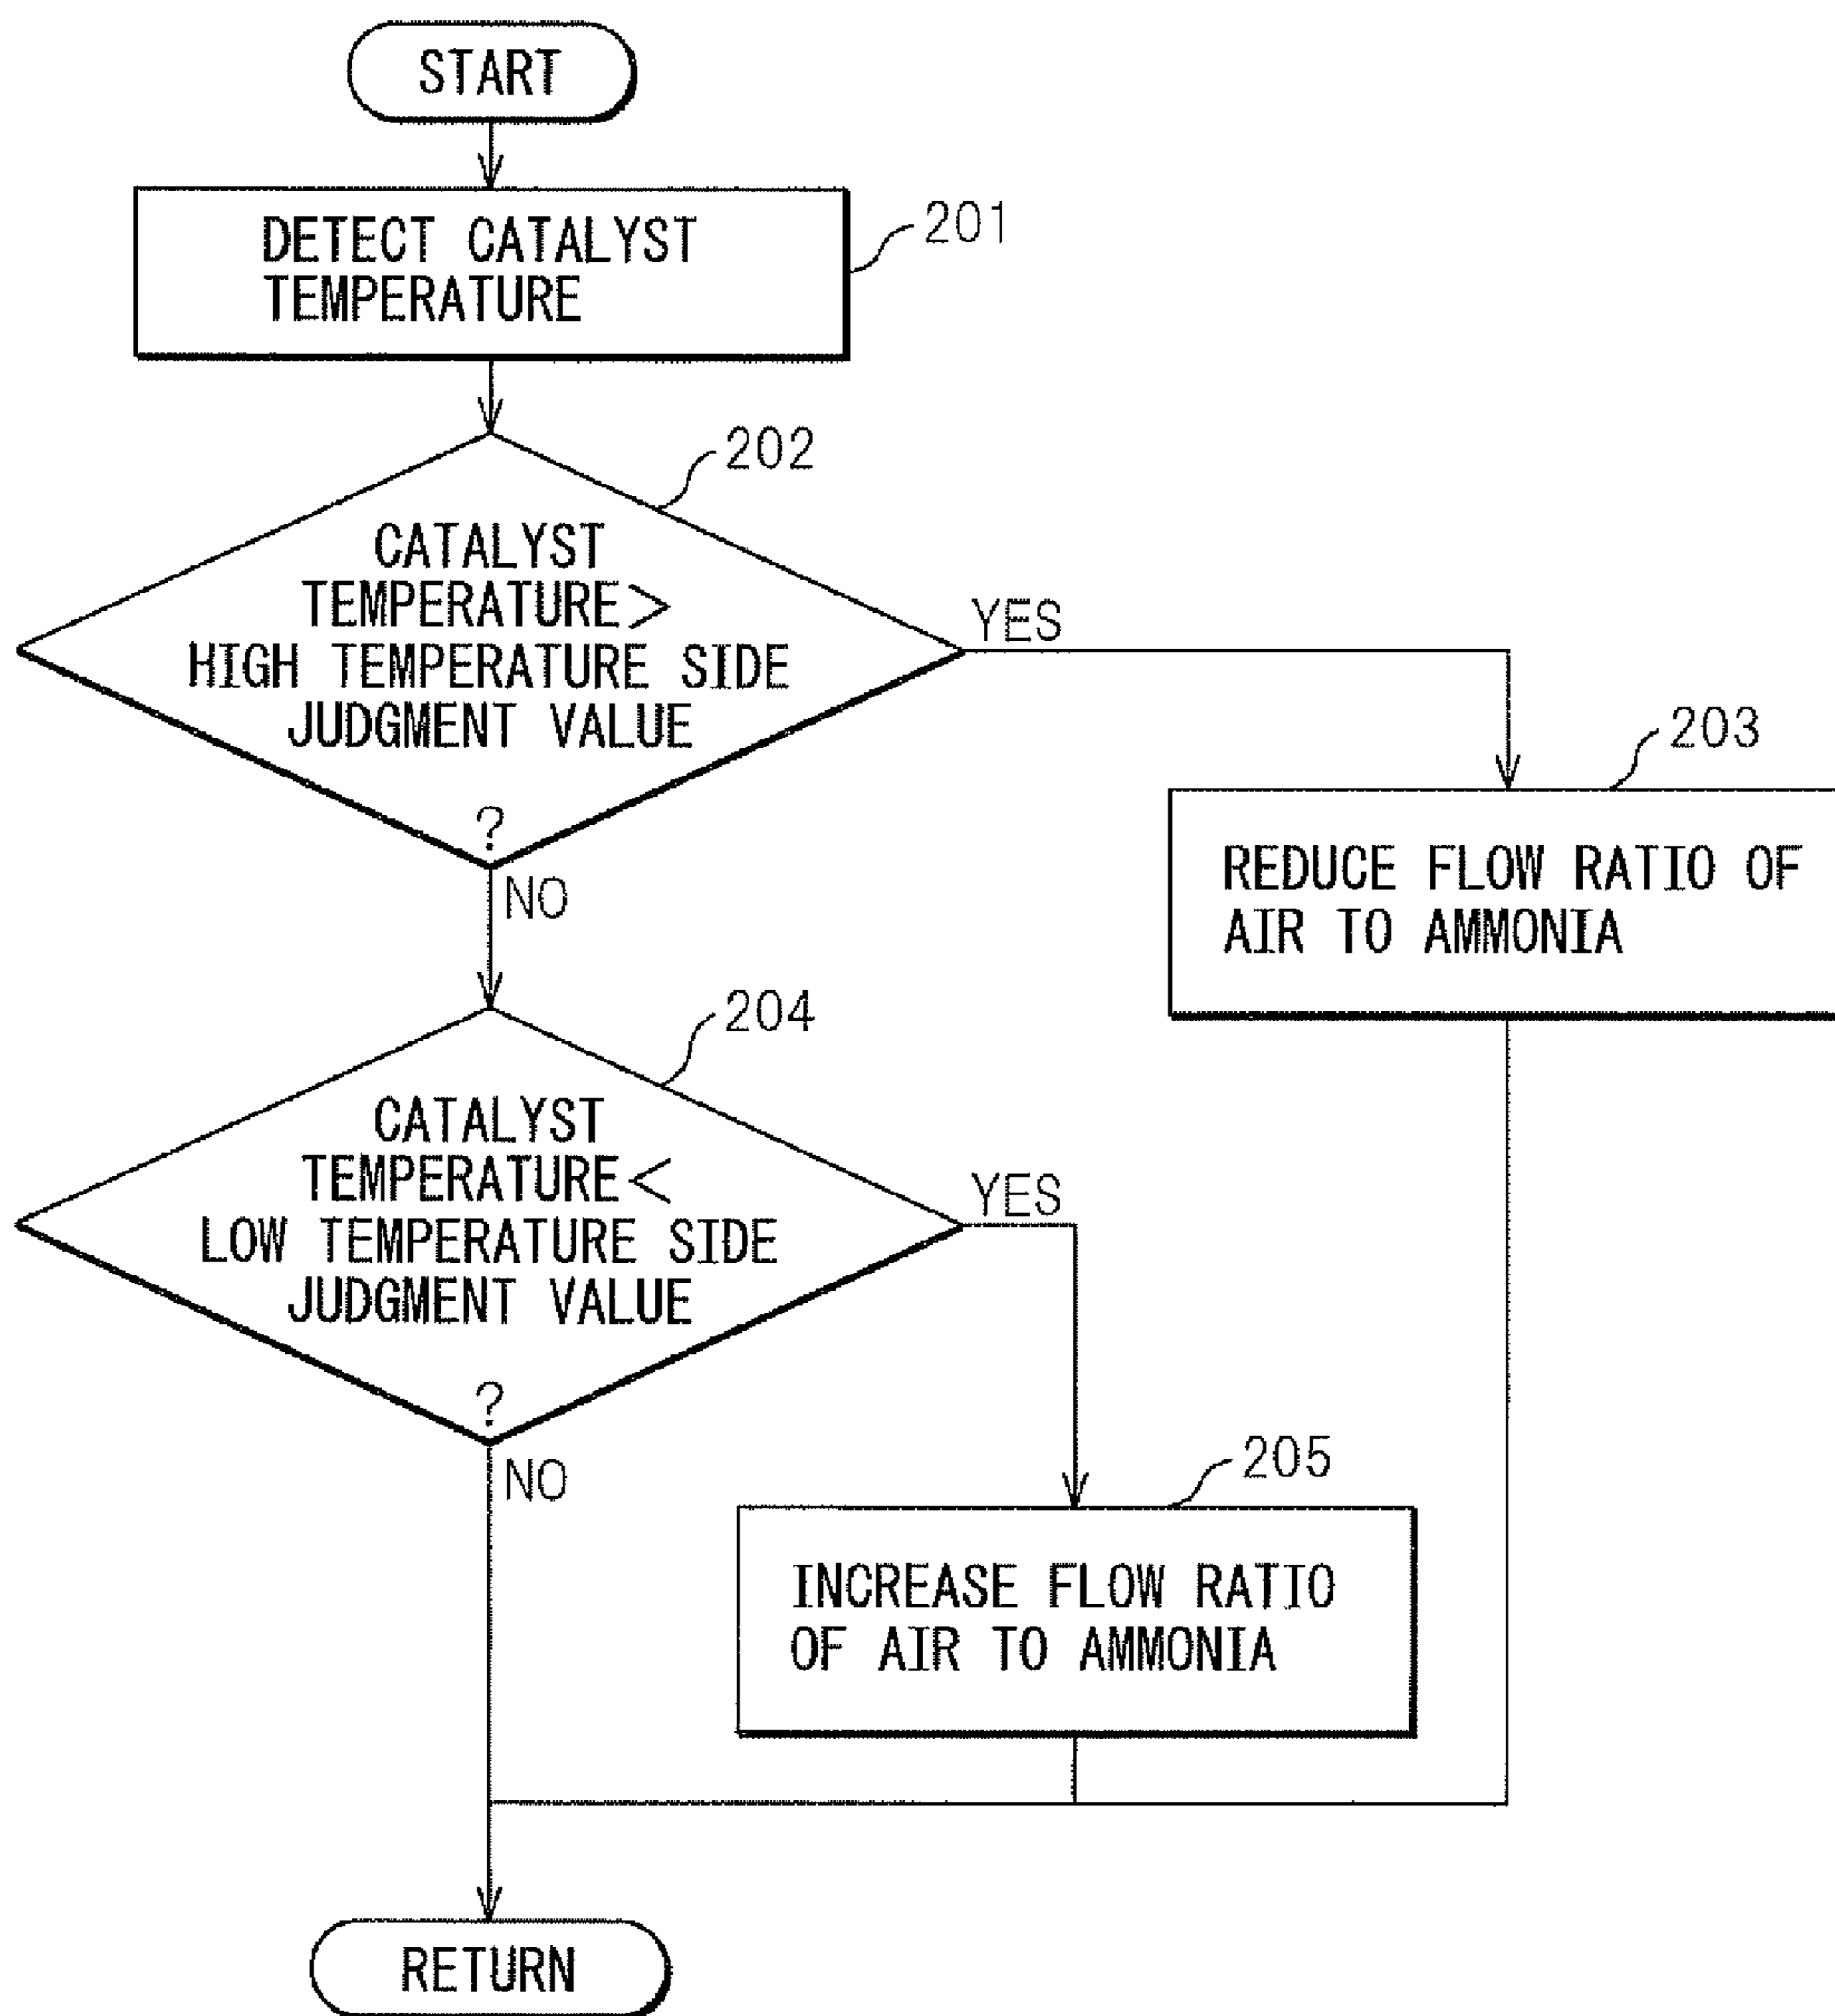 START
DETECT CATALYST
TEMPERATURE
201
202
CATALYST
TEMPERATURE>
HIGH TEMPERATURE SIDE
JUDGMENT VALUE
?
YES
NO
203
REDUCE FLOW RATIO OF
AIR TO AMMONIA
204
CATALYST
TEMPERATURE<
LOW TEMPERATURE SIDE
JUDGMENT VALUE
?
YES
NO
205
INCREASE FLOW RATIO
OF AIR TO AMMONIA
RETURN